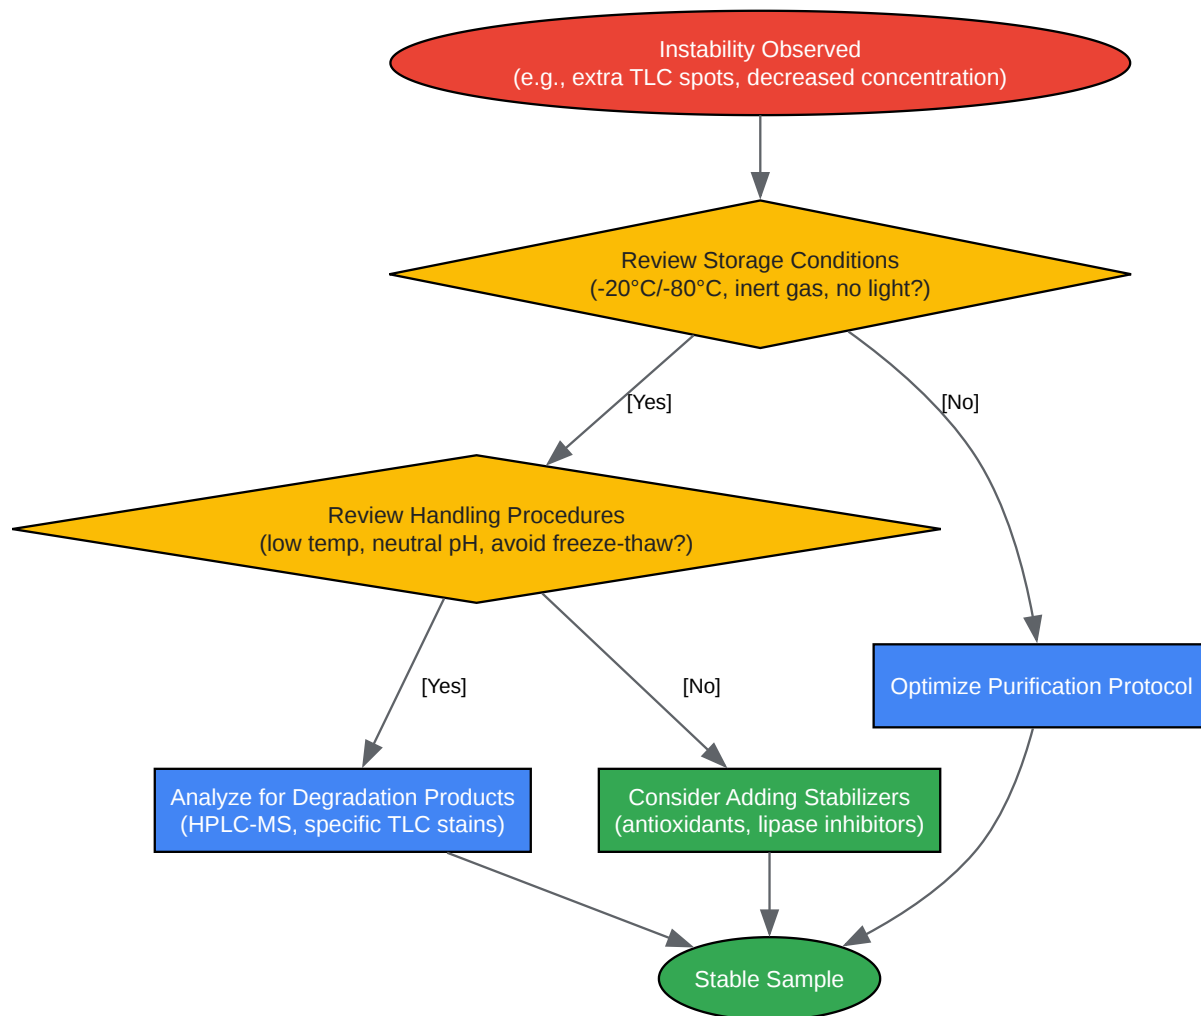 Instability Observed
(e.g., extra TLC spots, decreased concentration)
Review Storage Conditions
(-20°C/-80°C, inert gas, no light?)
[Yes]
[No]
Review Handling Procedures
(low temp, neutral pH, avoid freeze-thaw?)
[Yes]
[No]
Optimize Purification Protocol
Analyze for Degradation Products
(HPLC-MS, specific TLC stains)
Consider Adding Stabilizers
(antioxidants, lipase inhibitors)
Stable Sample